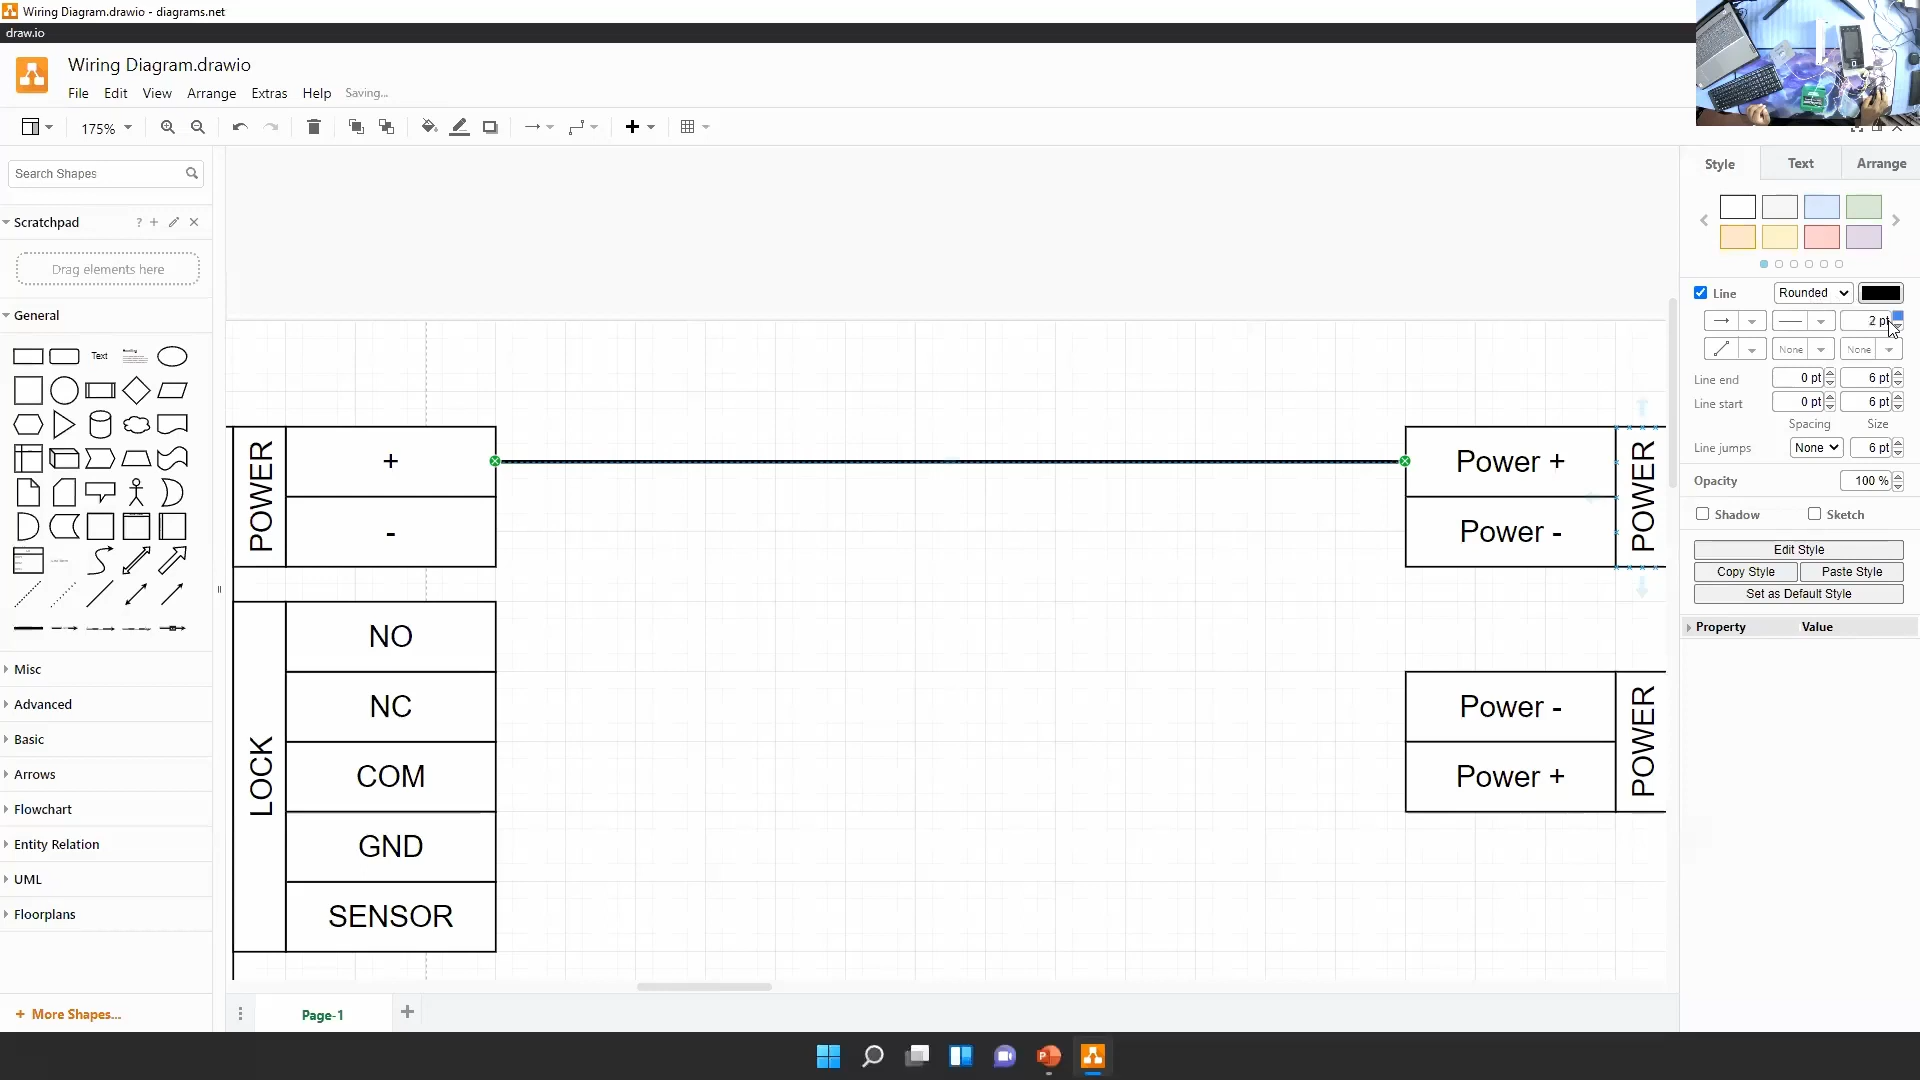 Wiring Diagram.drawio - diagrams.net
draw.io
Wiring Diagram.drawio
File Edit View Arrange Extras Help Saving...
175%
Search Shapes
Scratchpad
?
Drag elements here
General
Text
Heading
Misc
Advanced
Basic
Arrows
Flowchart
Entity Relation
UML
Floorplans
+ More Shapes...
POWER
+
-
LOCK
NO
NC
COM
GND
SENSOR
Power +
Power -
POWER
Power -
Power +
POWER
Page-1
Style Text Arrange
Line Rounded
2 pt
None None
Line end 0 pt 6 pt
Line start 0 pt 6 pt
Spacing Size
Line jumps None 6 pt
Opacity 100 %
Shadow Sketch
Edit Style
Copy Style Paste Style
Set as Default Style
Property Value